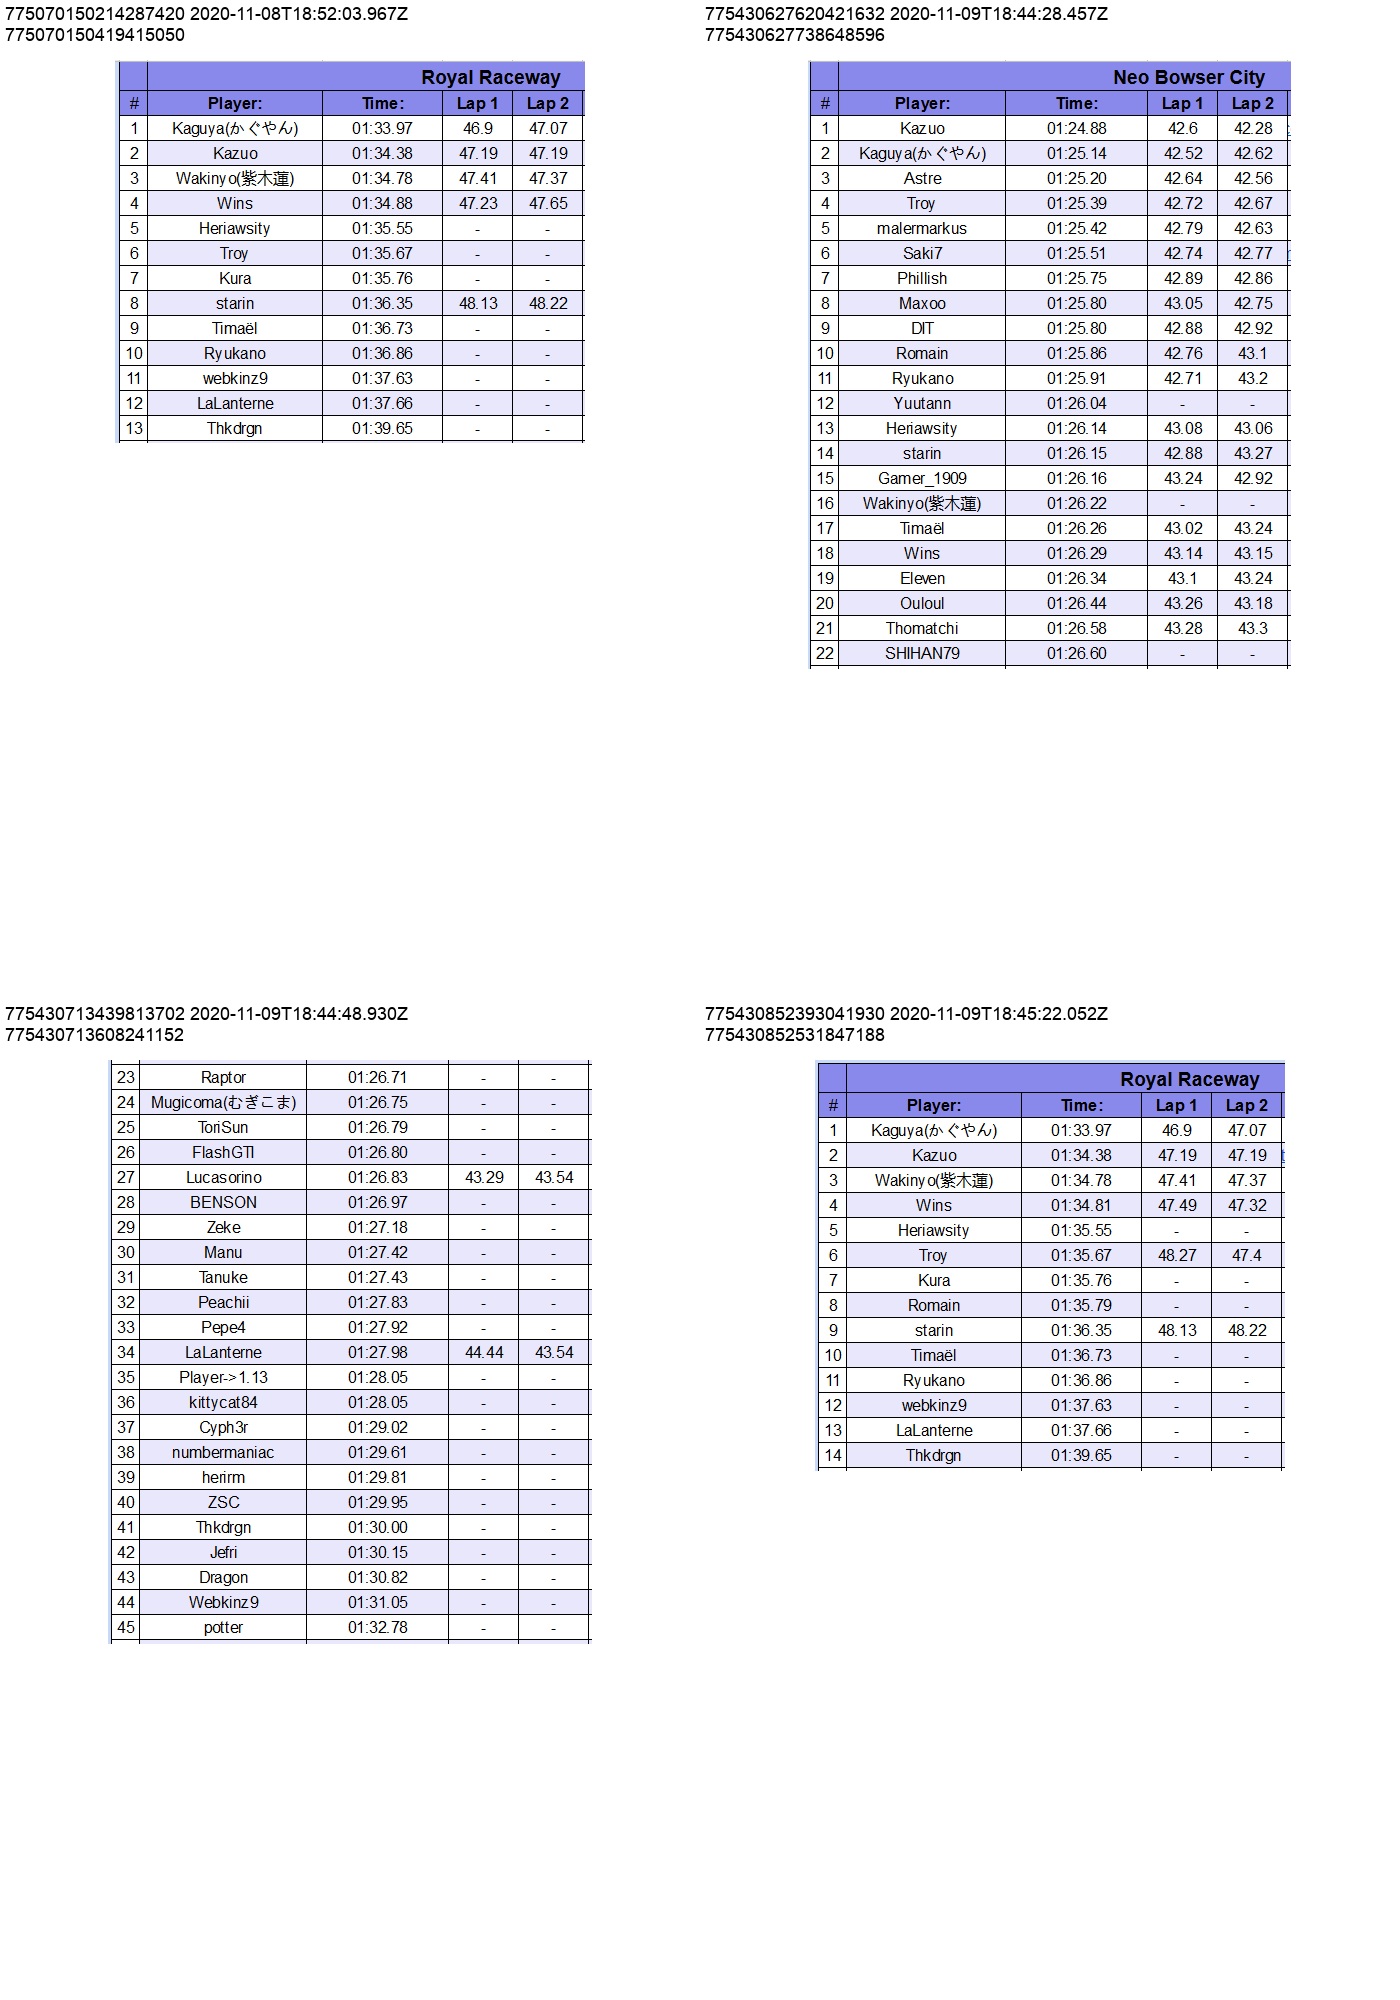 775070150214287420 2020-11-08T18:52:03.967Z
775070150419415050
Royal Raceway
# Player: Time: Lap 1 Lap 2
1 Kaguya(かぐやん) 01:33.97 46.9 47.07
2 Kazuo 01:34.38 47.19 47.19
3 Wakinyo(紫木蓮) 01:34.78 47.41 47.37
4 Wins 01:34.88 47.23 47.65
5 Heriawsity 01:35.55 - -
6 Troy 01:35.67 - -
7 Kura 01:35.76 - -
8 starin 01:36.35 48.13 48.22
9 Timaël 01:36.73 - -
10 Ryukano 01:36.86 - -
11 webkinz9 01:37.63 - -
12 LaLanterne 01:37.66 - -
13 Thkdrgn 01:39.65 - -
775430627620421632 2020-11-09T18:44:28.457Z
775430627738648596
Neo Bowser City
# Player: Time: Lap 1 Lap 2
1 Kazuo 01:24.88 42.6 42.28
2 Kaguya(かぐやん) 01:25.14 42.52 42.62
3 Astre 01:25.20 42.64 42.56
4 Troy 01:25.39 42.72 42.67
5 malermarkus 01:25.42 42.79 42.63
6 Saki7 01:25.51 42.74 42.77
7 Phillish 01:25.75 42.89 42.86
8 Maxoo 01:25.80 43.05 42.75
9 DIT 01:25.80 42.88 42.92
10 Romain 01:25.86 42.76 43.1
11 Ryukano 01:25.91 42.71 43.2
12 Yuutann 01:26.04 - -
13 Heriawsity 01:26.14 43.08 43.06
14 starin 01:26.15 42.88 43.27
15 Gamer_1909 01:26.16 43.24 42.92
16 Wakinyo(紫木蓮) 01:26.22 - -
17 Timaël 01:26.26 43.02 43.24
18 Wins 01:26.29 43.14 43.15
19 Eleven 01:26.34 43.1 43.24
20 Ouloul 01:26.44 43.26 43.18
21 Thomatchi 01:26.58 43.28 43.3
22 SHIHAN79 01:26.60 - -
775430713439813702 2020-11-09T18:44:48.930Z
775430713608241152
23 Raptor 01:26.71 - -
24 Mugicoma(むぎこま) 01:26.75 - -
25 ToriSun 01:26.79 - -
26 FlashGTI 01:26.80 - -
27 Lucasorino 01:26.83 43.29 43.54
28 BENSON 01:26.97 - -
29 Zeke 01:27.18 - -
30 Manu 01:27.42 - -
31 Tanuke 01:27.43 - -
32 Peachii 01:27.83 - -
33 Pepe4 01:27.92 - -
34 LaLanterne 01:27.98 44.44 43.54
35 Player->1.13 01:28.05 - -
36 kittycat84 01:28.05 - -
37 Cyph3r 01:29.02 - -
38 numbermaniac 01:29.61 - -
39 herirm 01:29.81 - -
40 ZSC 01:29.95 - -
41 Thkdrgn 01:30.00 - -
42 Jefri 01:30.15 - -
43 Dragon 01:30.82 - -
44 Webkinz9 01:31.05 - -
45 potter 01:32.78 - -
775430852393041930 2020-11-09T18:45:22.052Z
775430852531847188
Royal Raceway
# Player: Time: Lap 1 Lap 2
1 Kaguya(かぐやん) 01:33.97 46.9 47.07
2 Kazuo 01:34.38 47.19 47.19
3 Wakinyo(紫木蓮) 01:34.78 47.41 47.37
4 Wins 01:34.81 47.49 47.32
5 Heriawsity 01:35.55 - -
6 Troy 01:35.67 48.27 47.4
7 Kura 01:35.76 - -
8 Romain 01:35.79 - -
9 starin 01:36.35 48.13 48.22
10 Timaël 01:36.73 - -
11 Ryukano 01:36.86 - -
12 webkinz9 01:37.63 - -
13 LaLanterne 01:37.66 - -
14 Thkdrgn 01:39.65 - -